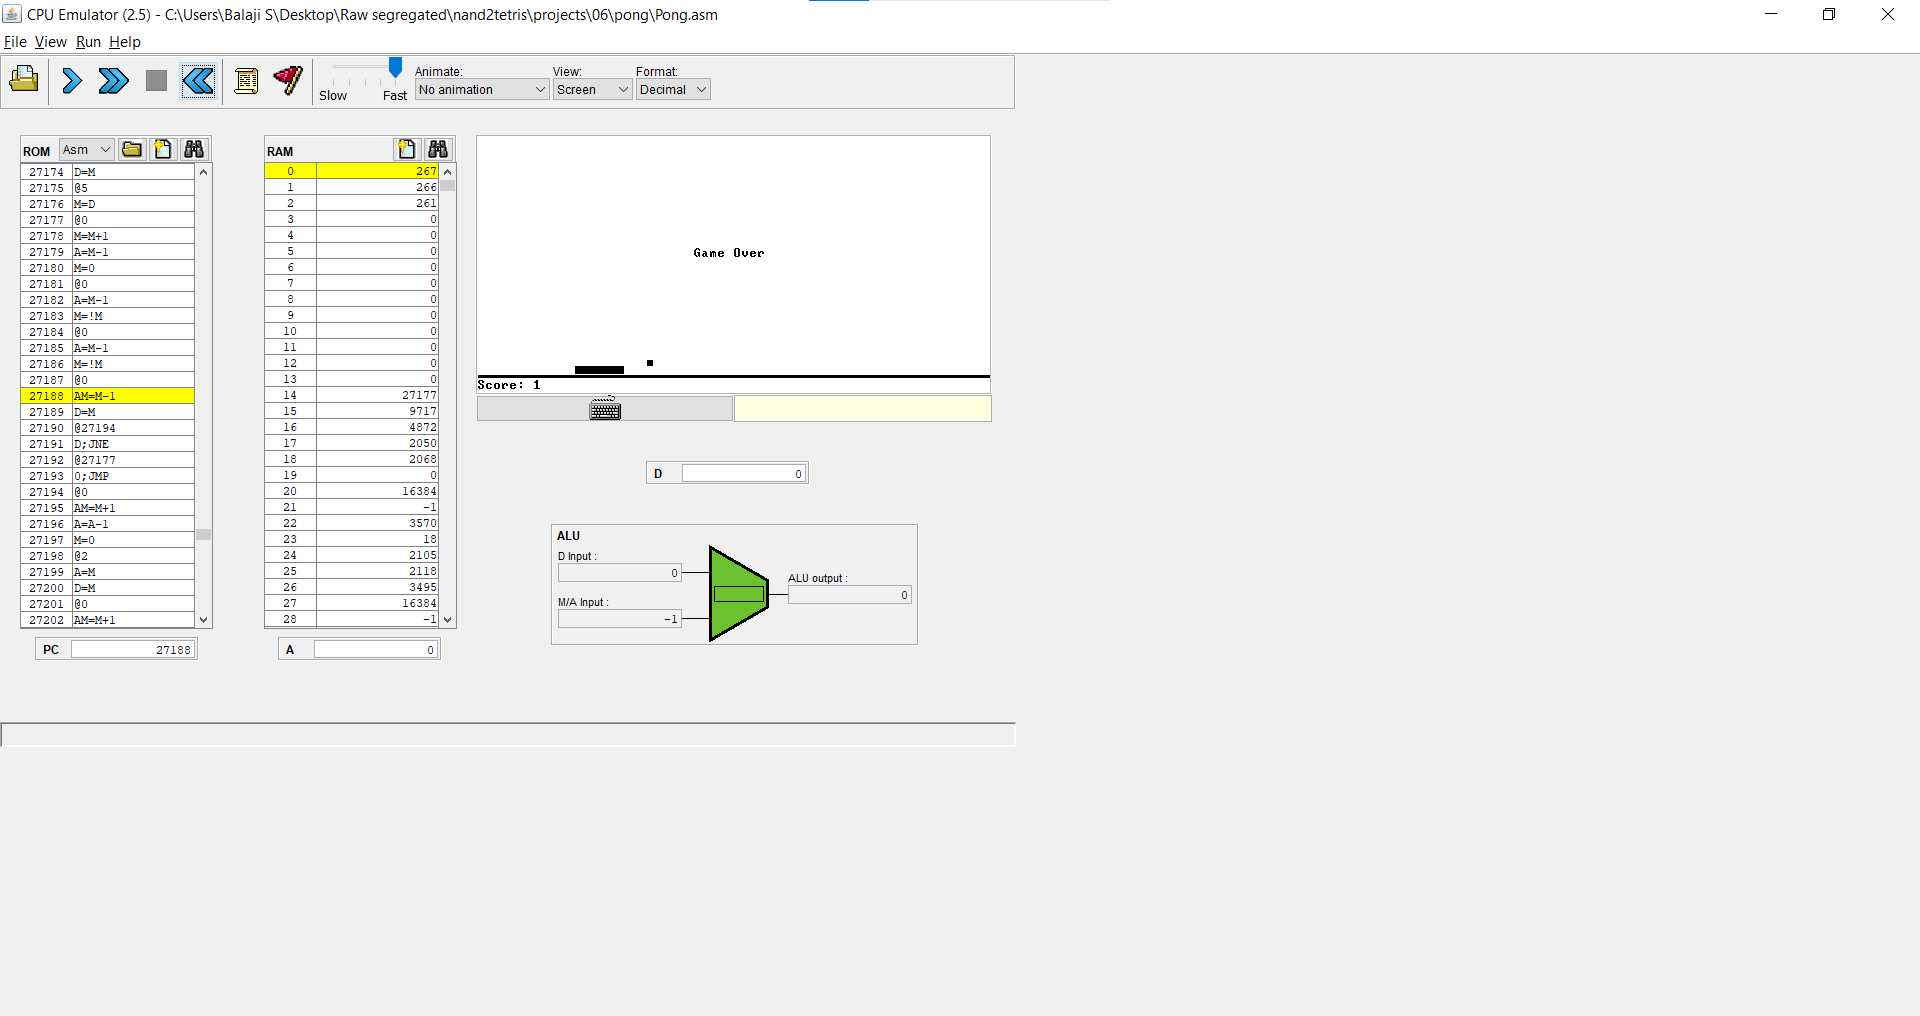 CPU Emulator (2.5) - C:\Users\Balaji S\Desktop\Raw segregated\nand2tetris\projects\06\pong\Pong.asm
File View Run Help
Slow Fast
Animate: View: Format:
No animation Screen Decimal
ROM Asm
27174 D=M
27175 @5
27176 M=D
27177 @0
27178 M=M+1
27179 A=M-1
27180 M=0
27181 @0
27182 A=M-1
27183 M=!M
27184 @0
27185 A=M-1
27186 M=!M
27187 @0
27188 AM=M-1
27189 D=M
27190 @27194
27191 D;JNE
27192 @27177
27193 0;JMP
27194 @0
27195 AM=M+1
27196 A=A-1
27197 M=0
27198 @2
27199 A=M
27200 D=M
27201 @0
27202 AM=M+1
PC 27188
RAM
0 267
1 266
2 261
3 0
4 0
5 0
6 0
7 0
8 0
9 0
10 0
11 0
12 0
13 0
14 27177
15 9717
16 4872
17 2050
18 2068
19 0
20 16384
21 -1
22 3570
23 18
24 2105
25 2118
26 3495
27 16384
28 -1
A 0
Game Over
Score: 1
D 0
ALU
D Input :
0
M/A Input :
-1
ALU output :
0